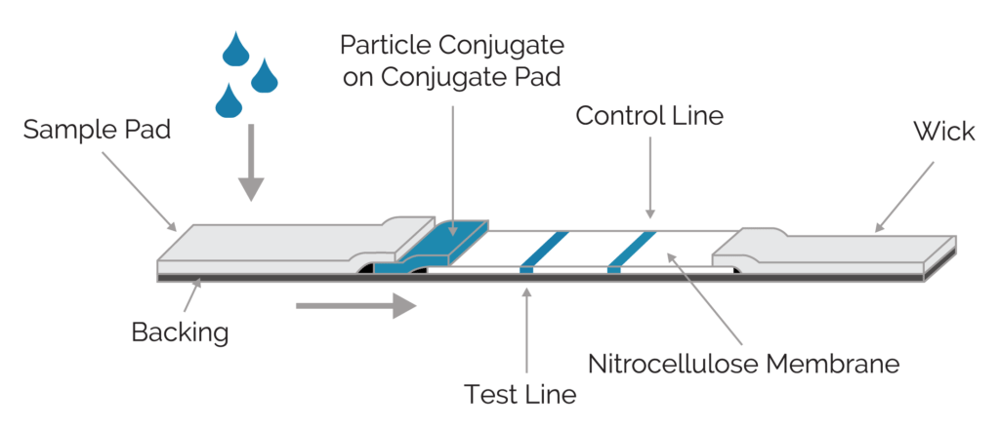 Particle Conjugate
on Conjugate Pad
Sample Pad
Control Line
Wick
Backing
Nitrocellulose Membrane
Test Line